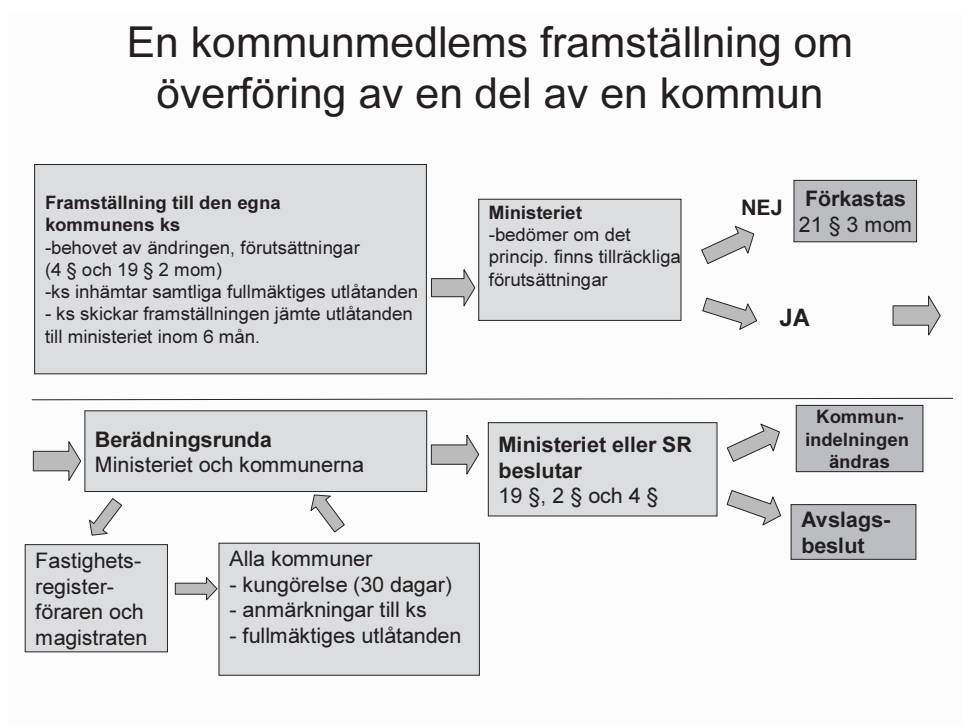 En kommunmedlems framställning om
överföring av en del av en kommun
Framställning till den egna
kommunens ks
-behovet av ändringen, förutsättningar
(4 § och 19 § 2 mom)
-ks inhämtar samtliga fullmäktiges utlåtanden
- ks skickar framställningen jämte utlåtanden
till ministeriet inom 6 mån.
Ministeriet
-bedömer om det
princip. finns tillräckliga
förutsättningar
NEJ
Förkastas
21 § 3 mom
JA
Berädningsrunda
Ministeriet och kommunerna
Ministeriet eller SR
beslutar
19 §, 2 § och 4 §
Kommun-
indelningen
ändras
Avslags-
beslut
Fastighets-
register-
föraren och
magistraten
Alla kommuner
- kungörelse (30 dagar)
- anmärkningar till ks
- fullmäktiges utlåtanden